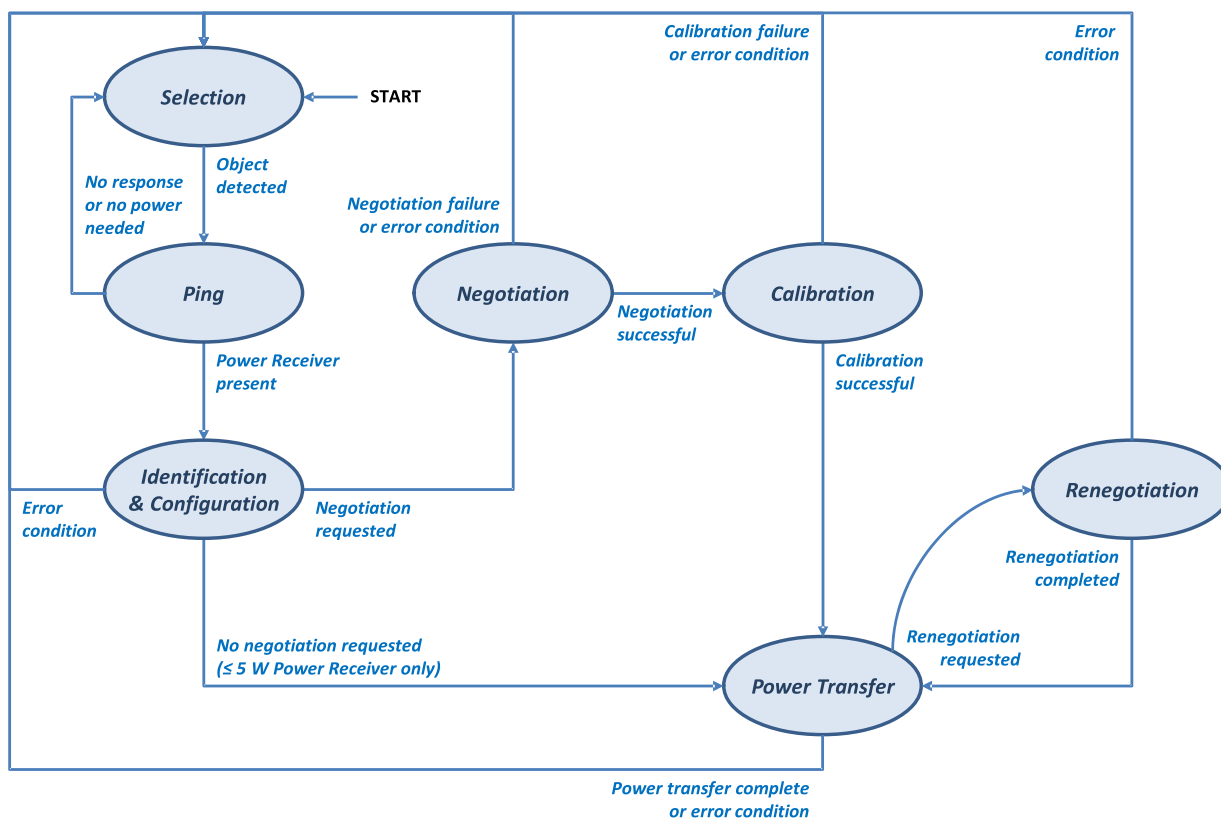 Calibration failure
or error condition
Error
condition
Selection
START
Object
detected
No response
or no power
needed
Negotiation failure
or error condition
Ping
Negotiation
Calibration
Negotiation
successful
Power Receiver
present
Calibration
successful
Identification
& Configuration
Renegotiation
Error
condition
Negotiation
requested
Renegotiation
completed
No negotiation requested
(≤ 5 W Power Receiver only)
Renegotiation
requested
Power Transfer
Power transfer complete
or error condition